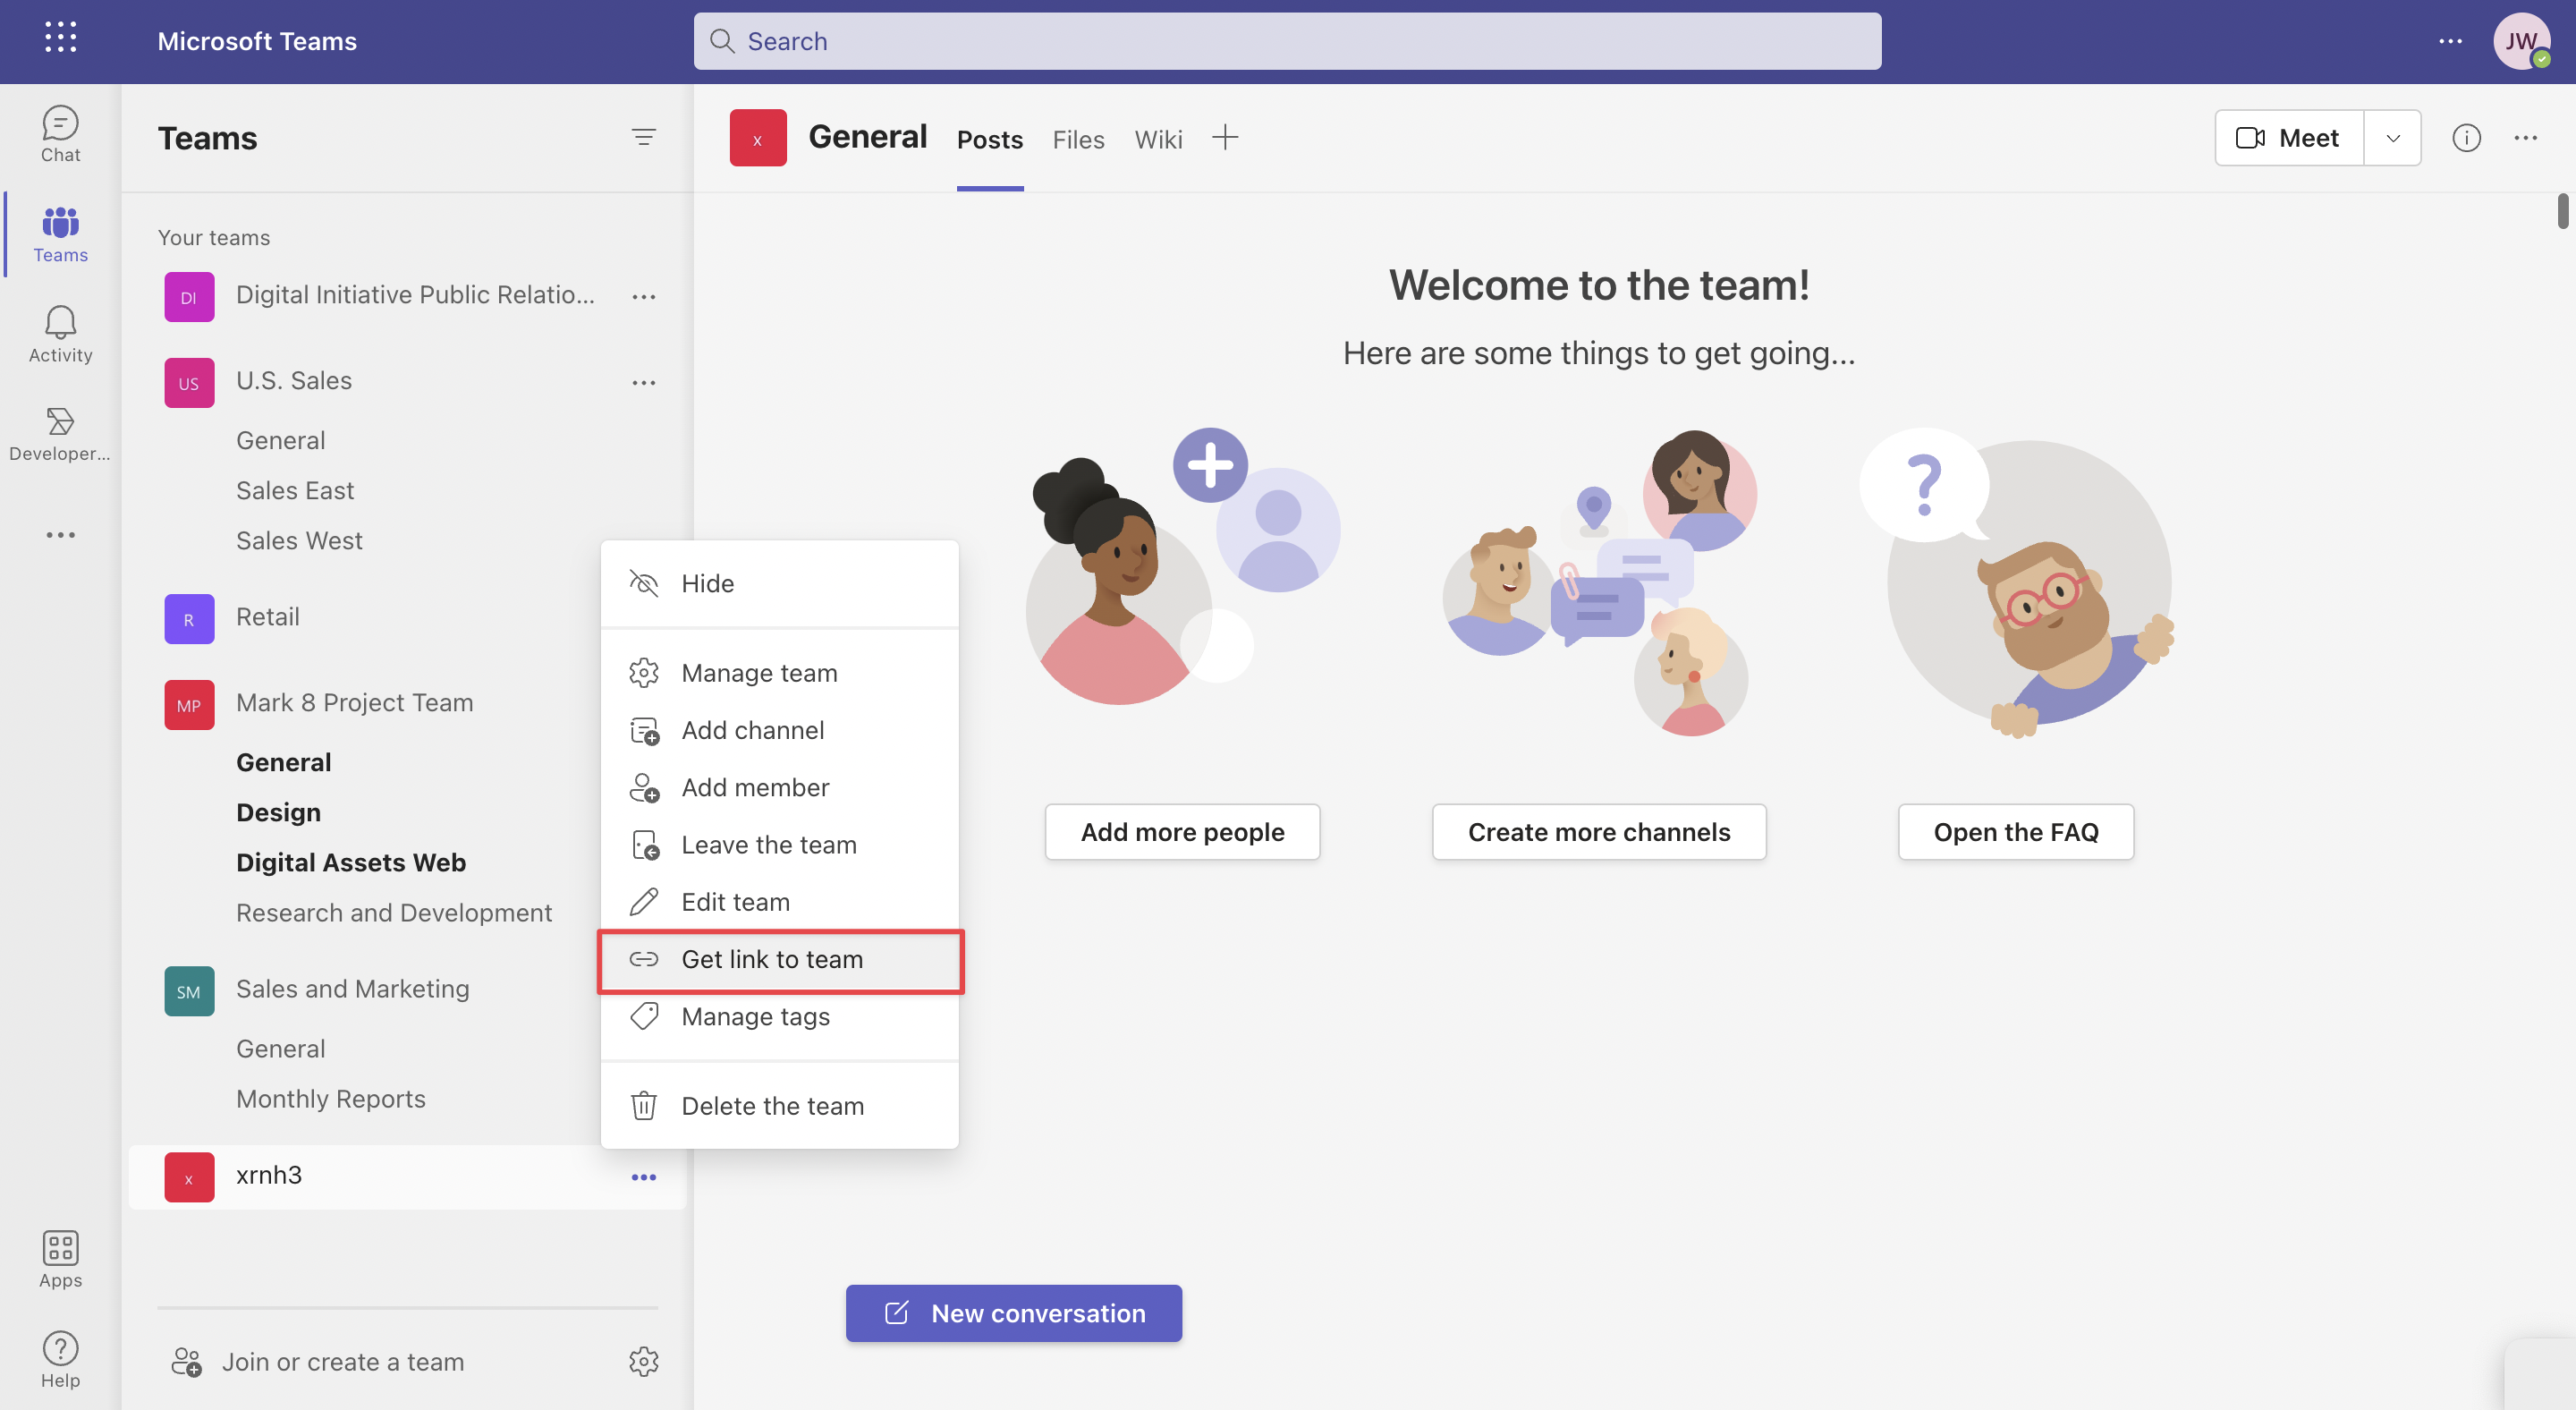 Microsoft Teams
Search
JW
Chat
Teams
Activity
Developer...
Apps
Help
Teams
Your teams
DI Digital Initiative Public Relatio...
US U.S. Sales
General
Sales East
Sales West
R Retail
MP Mark 8 Project Team
General
Design
Digital Assets Web
Research and Development
SM Sales and Marketing
General
Monthly Reports
x xrnh3
Join or create a team
Hide
Manage team
Add channel
Add member
Leave the team
Edit team
Get link to team
Manage tags
Delete the team
x General Posts Files Wiki
Meet
Welcome to the team!
Here are some things to get going...
?
Add more people
Create more channels
Open the FAQ
New conversation